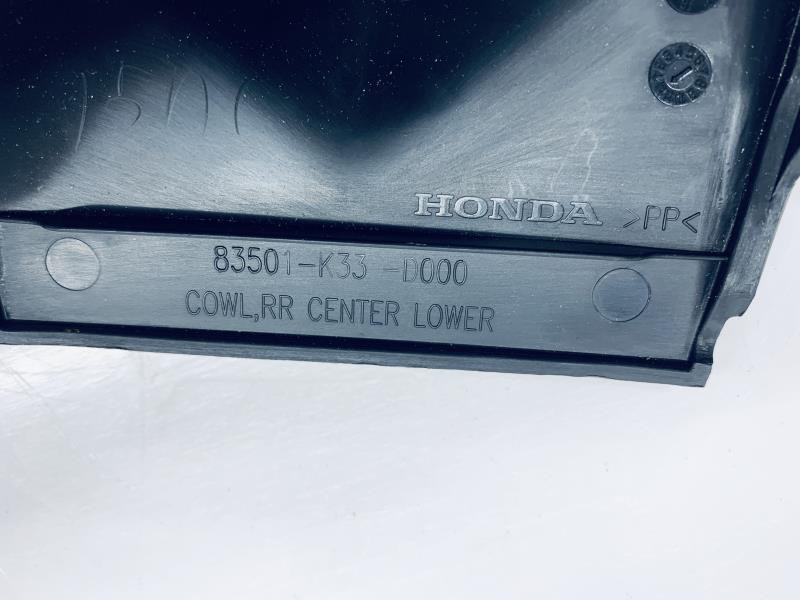 HONDA >PP<
83501-K33 -D000
COWL,RR CENTER LOWER